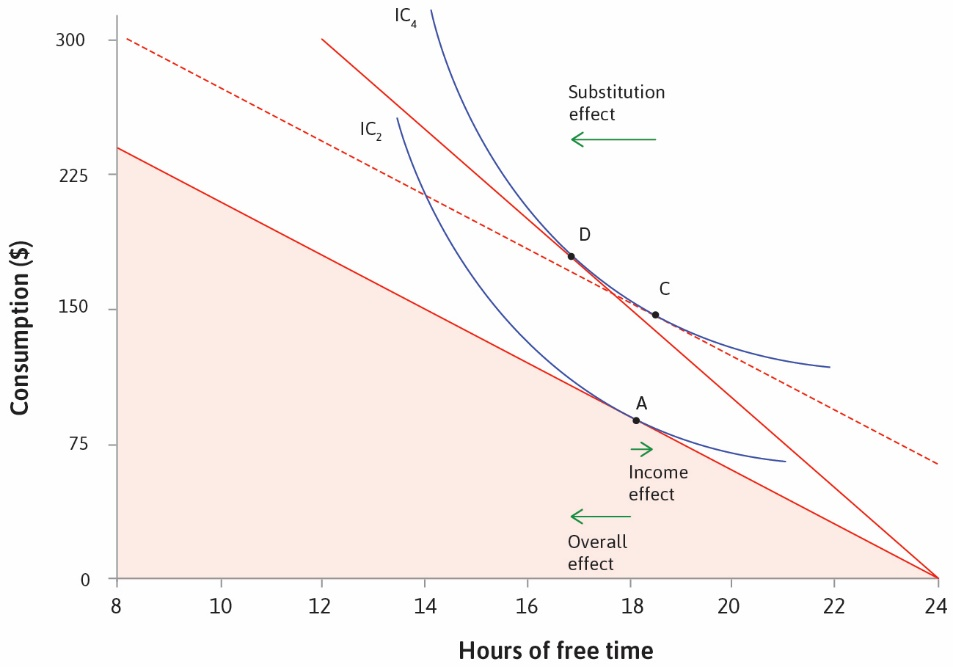 IC4
300
Substitution
effect
IC2
225
D
C
150
A
75
Income
effect
Overall
effect
0
8 10 12 14 16 18 20 22 24
Consumption ($)
Hours of free time